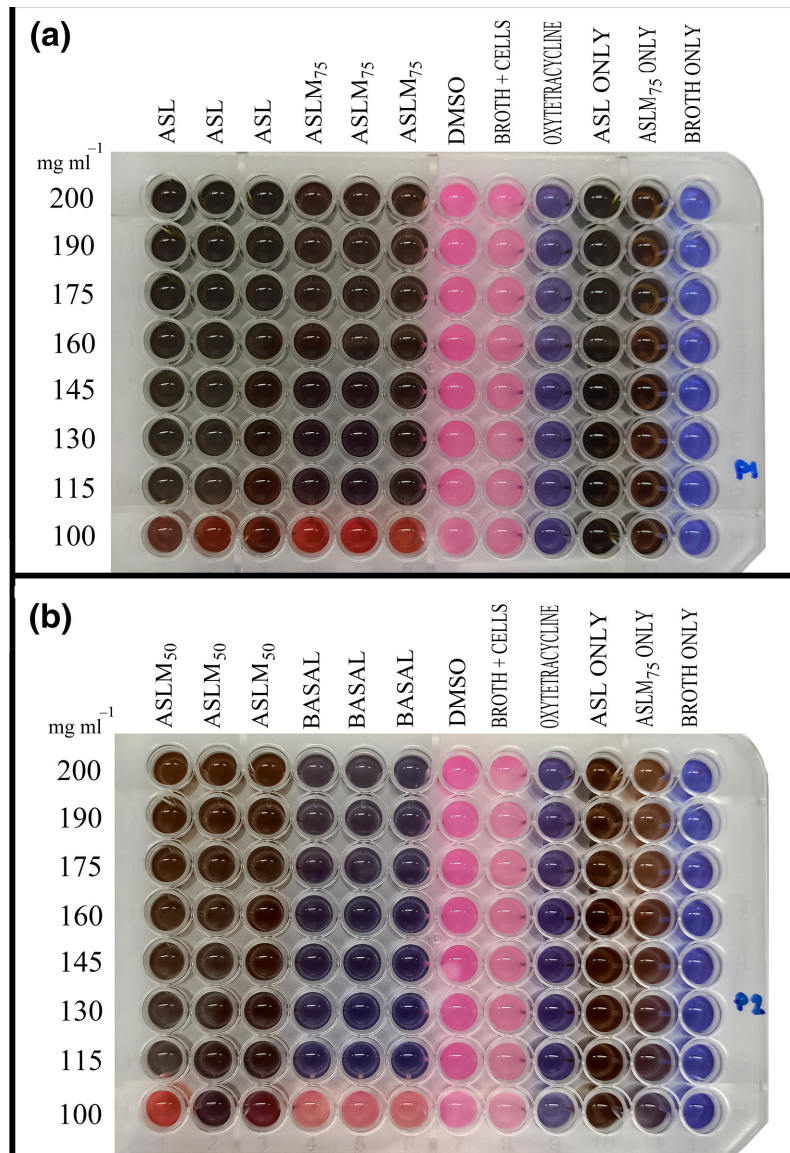 (a)
ASL ASL ASL ASLM₇₅ ASLM₇₅ ASLM₇₅ DMSO BROTH + CELLS OXYTETRACYCLINE ASL ONLY ASLM₇₅ ONLY BROTH ONLY
mg ml⁻¹
200
190
175
160
145
130
115
100
(b)
ASLM₅₀ ASLM₅₀ ASLM₅₀ BASAL BASAL BASAL DMSO BROTH + CELLS OXYTETRACYCLINE ASL ONLY ASLM₇₅ ONLY BROTH ONLY
mg ml⁻¹
200
190
175
160
145
130
115
100